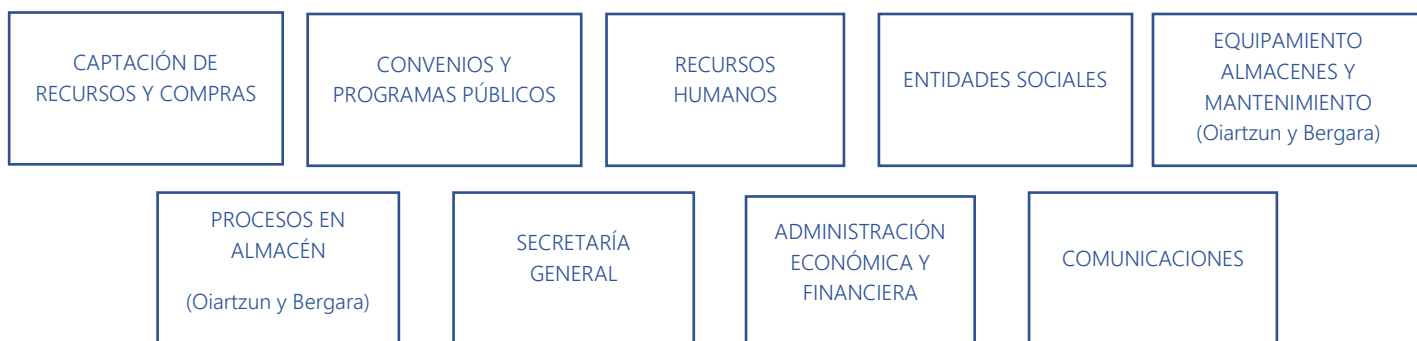 CAPTACIÓN DE
RECURSOS Y COMPRAS
CONVENIOS Y
PROGRAMAS PÚBLICOS
RECURSOS
HUMANOS
ENTIDADES SOCIALES
EQUIPAMIENTO
ALMACENES Y
MANTENIMIENTO
(Oiartzun y Bergara)
PROCESOS EN
ALMACÉN
(Oiartzun y Bergara)
SECRETARÍA
GENERAL
ADMINISTRACIÓN
ECONÓMICA Y
FINANCIERA
COMUNICACIONES